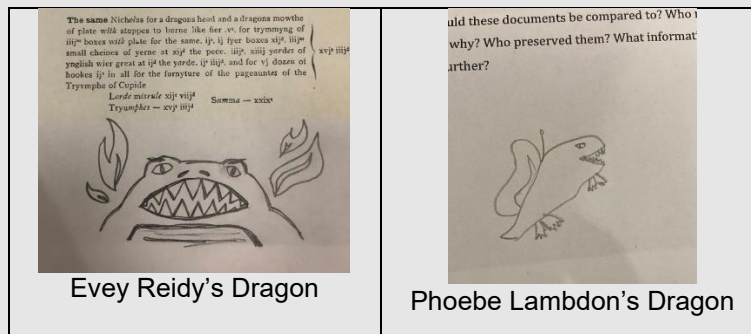 The same Nicholas for a dragons head and a dragons mowthe
of plate with stoppes to burne like fier .vˢ. for trymmyng of
iiijᵒʳ boxes with plate for the same. ijˢ. ij fyer boxes xijᵈ. iiijᵒʳ
small cheines of yerne at xijᵈ the pece. iiijˢ. xiiij yardes of
ynglish wier great at ijᵈ the yarde. ijˢ iiijᵈ. and for vj dozen of
hookes ijˢ in all for the furnyture of the pageauntes of the
Tryvmphe of Cupide
xvjˢ iiijᵈ
Lorde misrule xijˢ viijᵈ
Tryumphes — xvjˢ iiijᵈ
Summa — xxixˢ
uld these documents be compared to? Who
why? Who preserved them? What informat
urther?
Evey Reidy’s Dragon
Phoebe Lambdon’s Dragon